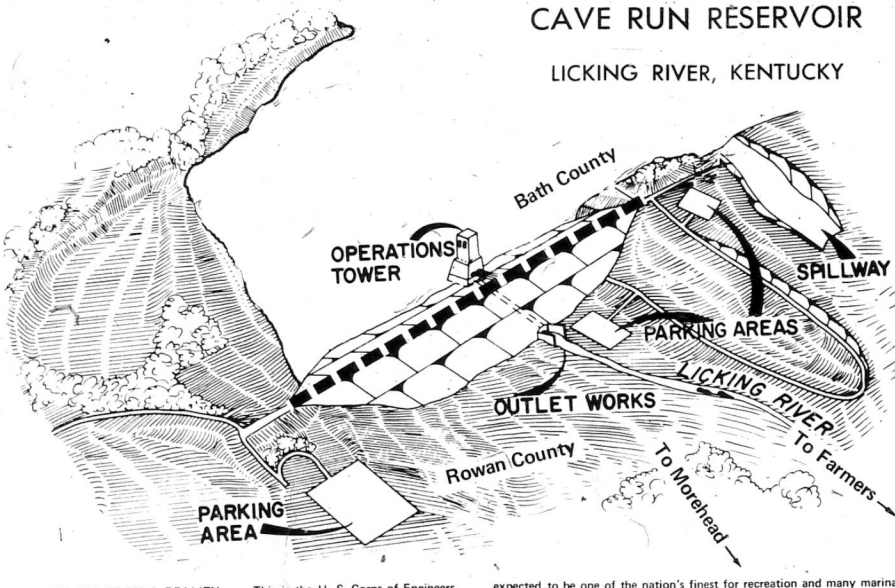 CAVE RUN RESERVOIR
LICKING RIVER, KENTUCKY
Bath County
OPERATIONS
TOWER
SPILLWAY
PARKING AREAS
LICKING RIVER
OUTLET WORKS
To Farmers
Rowan County
To Morehead
PARKING
AREA
This is the U. S. Corps of Engineers
expected to be one of the nation's finest for recreation and many marina